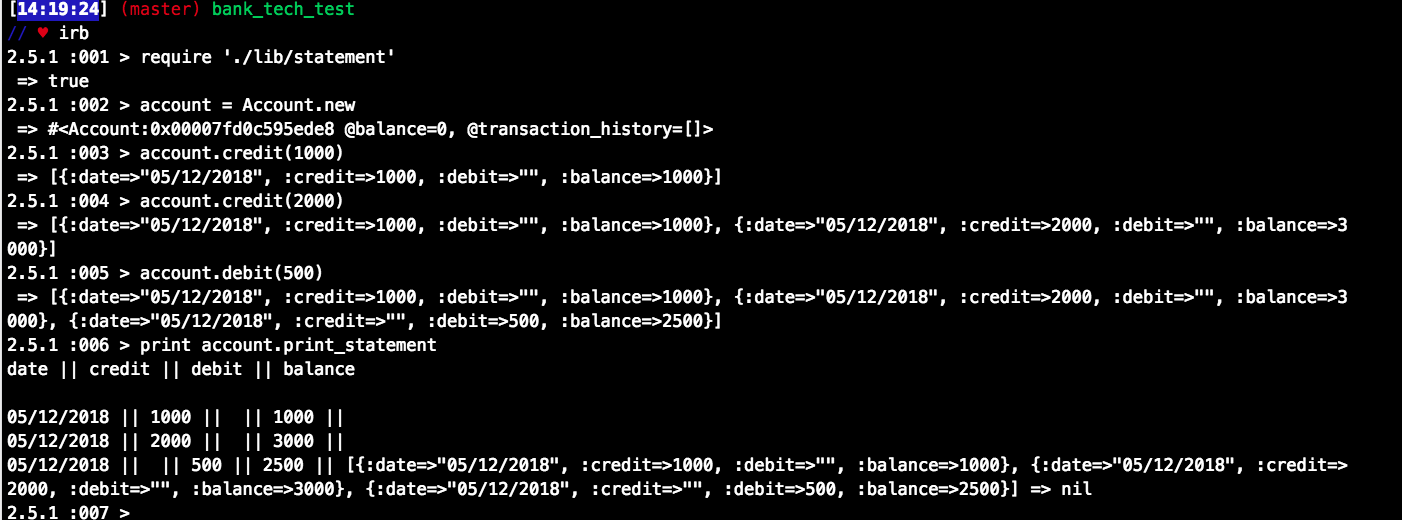 [14:19:24] (master) bank_tech_test
// ♥ irb
2.5.1 :001 > require './lib/statement'
 => true
2.5.1 :002 > account = Account.new
 => #<Account:0x00007fd0c595ede8 @balance=0, @transaction_history=[]>
2.5.1 :003 > account.credit(1000)
 => [{:date=>"05/12/2018", :credit=>1000, :debit=>"", :balance=>1000}]
2.5.1 :004 > account.credit(2000)
 => [{:date=>"05/12/2018", :credit=>1000, :debit=>"", :balance=>1000}, {:date=>"05/12/2018", :credit=>2000, :debit=>"", :balance=>3
000}]
2.5.1 :005 > account.debit(500)
 => [{:date=>"05/12/2018", :credit=>1000, :debit=>"", :balance=>1000}, {:date=>"05/12/2018", :credit=>2000, :debit=>"", :balance=>3
000}, {:date=>"05/12/2018", :credit=>"", :debit=>500, :balance=>2500}]
2.5.1 :006 > print account.print_statement
date || credit || debit || balance

05/12/2018 || 1000 ||  || 1000 ||
05/12/2018 || 2000 ||  || 3000 ||
05/12/2018 ||  || 500 || 2500 || [{:date=>"05/12/2018", :credit=>1000, :debit=>"", :balance=>1000}, {:date=>"05/12/2018", :credit=>
2000, :debit=>"", :balance=>3000}, {:date=>"05/12/2018", :credit=>"", :debit=>500, :balance=>2500}] => nil
2.5.1 :007 >